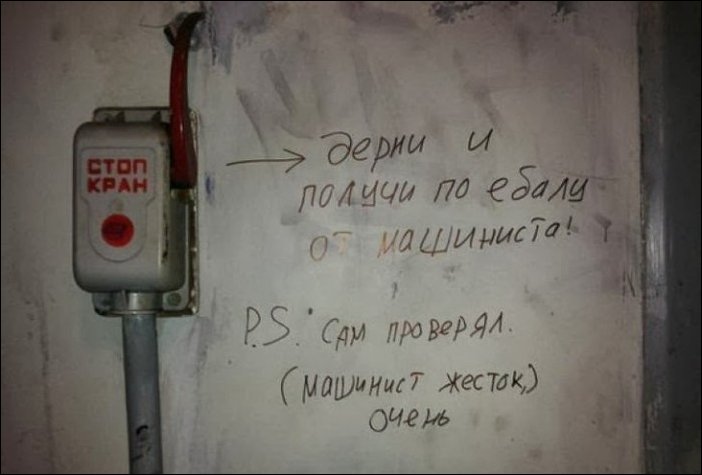 СТОП
КРАН
дерни и
получи по ебалу
от машиниста!
P.S. Сам проверял.
(машинист жесток,)
очень